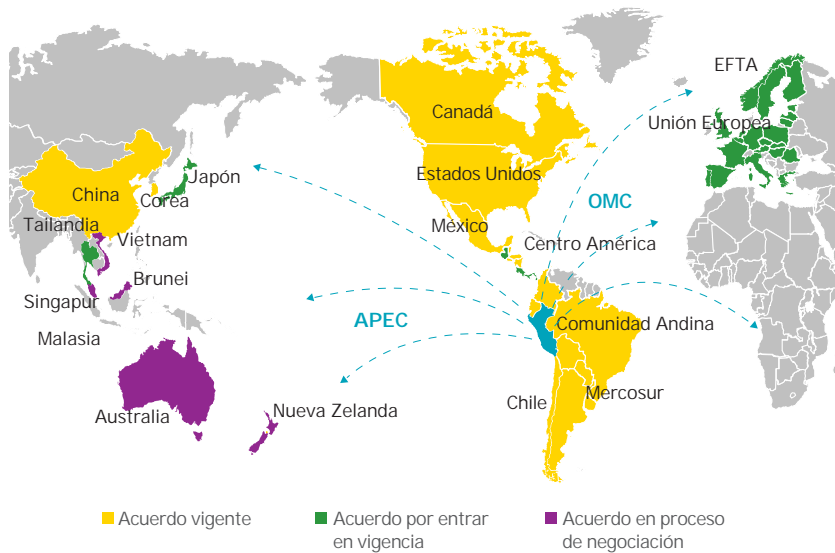 EFTA
Canadá
Unión Europea
Estados Unidos
Japón
China
Corea
OMC
México
Tailandia
Vietnam
Centro América
Brunei
Singapur
APEC
Comunidad Andina
Malasia
Mercosur
Chile
Nueva Zelanda
Australia
Acuerdo vigente
Acuerdo por entrar
en vigencia
Acuerdo en proceso
de negociación